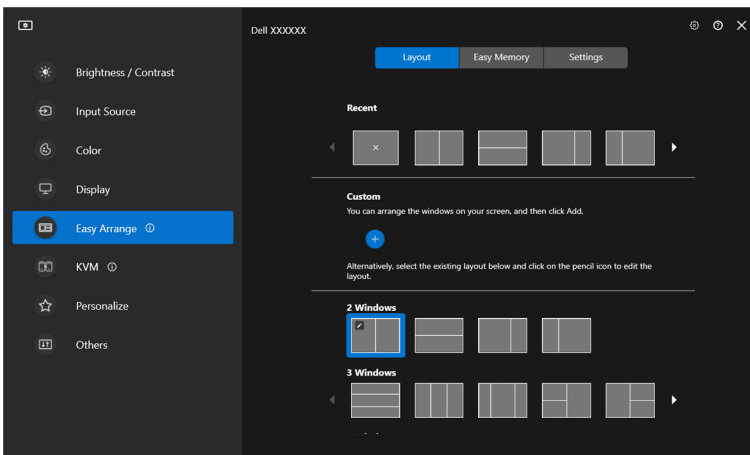 Dell XXXXXX
Layout
Easy Memory
Settings
Brightness / Contrast
Input Source
Color
Display
Easy Arrange
KVM
Personalize
Others
Recent
Custom
You can arrange the windows on your screen, and then click Add.
Alternatively, select the existing layout below and click on the pencil icon to edit the
layout.
2 Windows
3 Windows